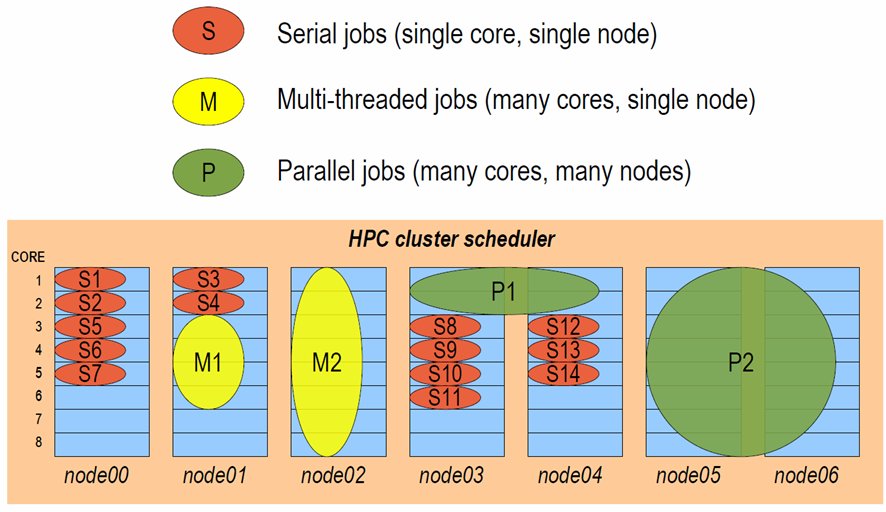 S Serial jobs (single core, single node)
M Multi-threaded jobs (many cores, single node)
P Parallel jobs (many cores, many nodes)
HPC cluster scheduler
CORE
1 S1 S3
2 S2 S4 P1
3 S5 S8 S12
4 S6 S9 S13
M1 M2 P2
5 S7 S10 S14
6 S11
7
8
node00 node01 node02 node03 node04 node05 node06